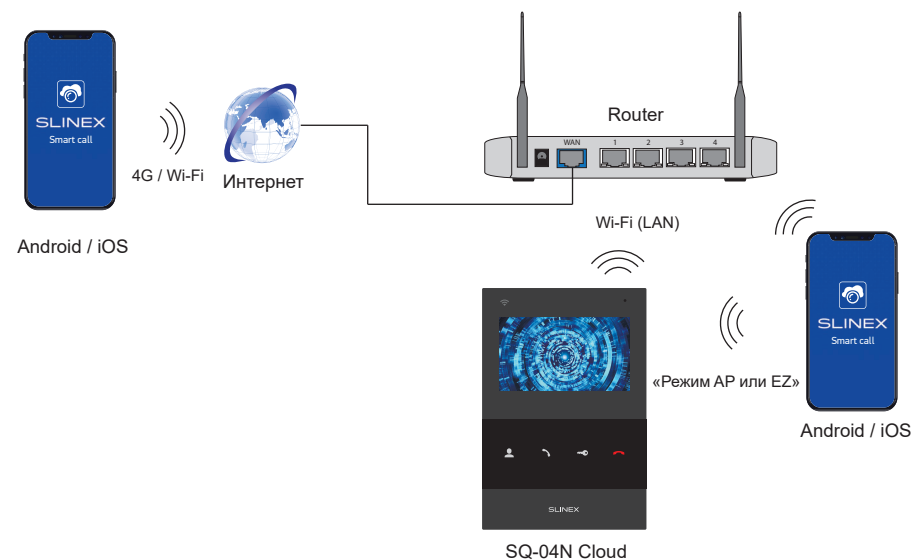 SLINEX
Smart call
4G / Wi-Fi
Интернет
Android / iOS
Router
WAN
1
2
3
4
Wi-Fi (LAN)
SLINEX
SQ-04N Cloud
«Режим AP или EZ»
SLINEX
Smart call
Android / iOS